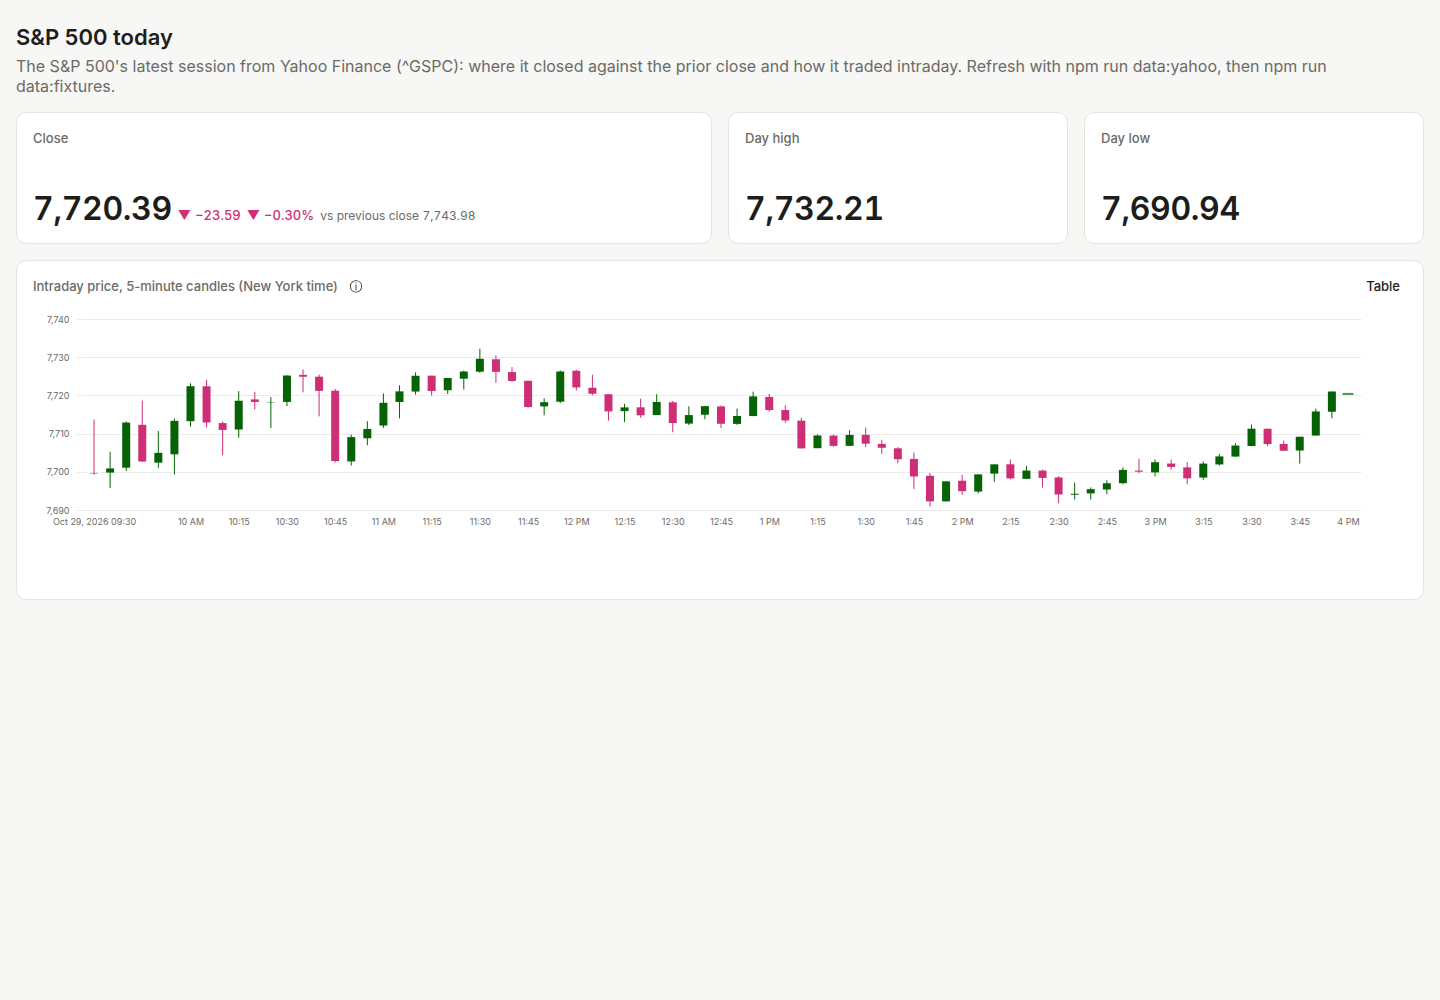 S&P 500 today
The S&P 500's latest session from Yahoo Finance (^GSPC): where it closed against the prior close and how it traded intraday. Refresh with npm run data:yahoo, then npm run
data:fixtures.
Close
7,720.39 ▼ −23.59 ▼ −0.30% vs previous close 7,743.98
Day high
7,732.21
Day low
7,690.94
Intraday price, 5-minute candles (New York time) ⓘ
Table
7,740
7,730
7,720
7,710
7,700
7,690
Oct 29, 2026 09:30 10 AM 10:15 10:30 10:45 11 AM 11:15 11:30 11:45 12 PM 12:15 12:30 12:45 1 PM 1:15 1:30 1:45 2 PM 2:15 2:30 2:45 3 PM 3:15 3:30 3:45 4 PM